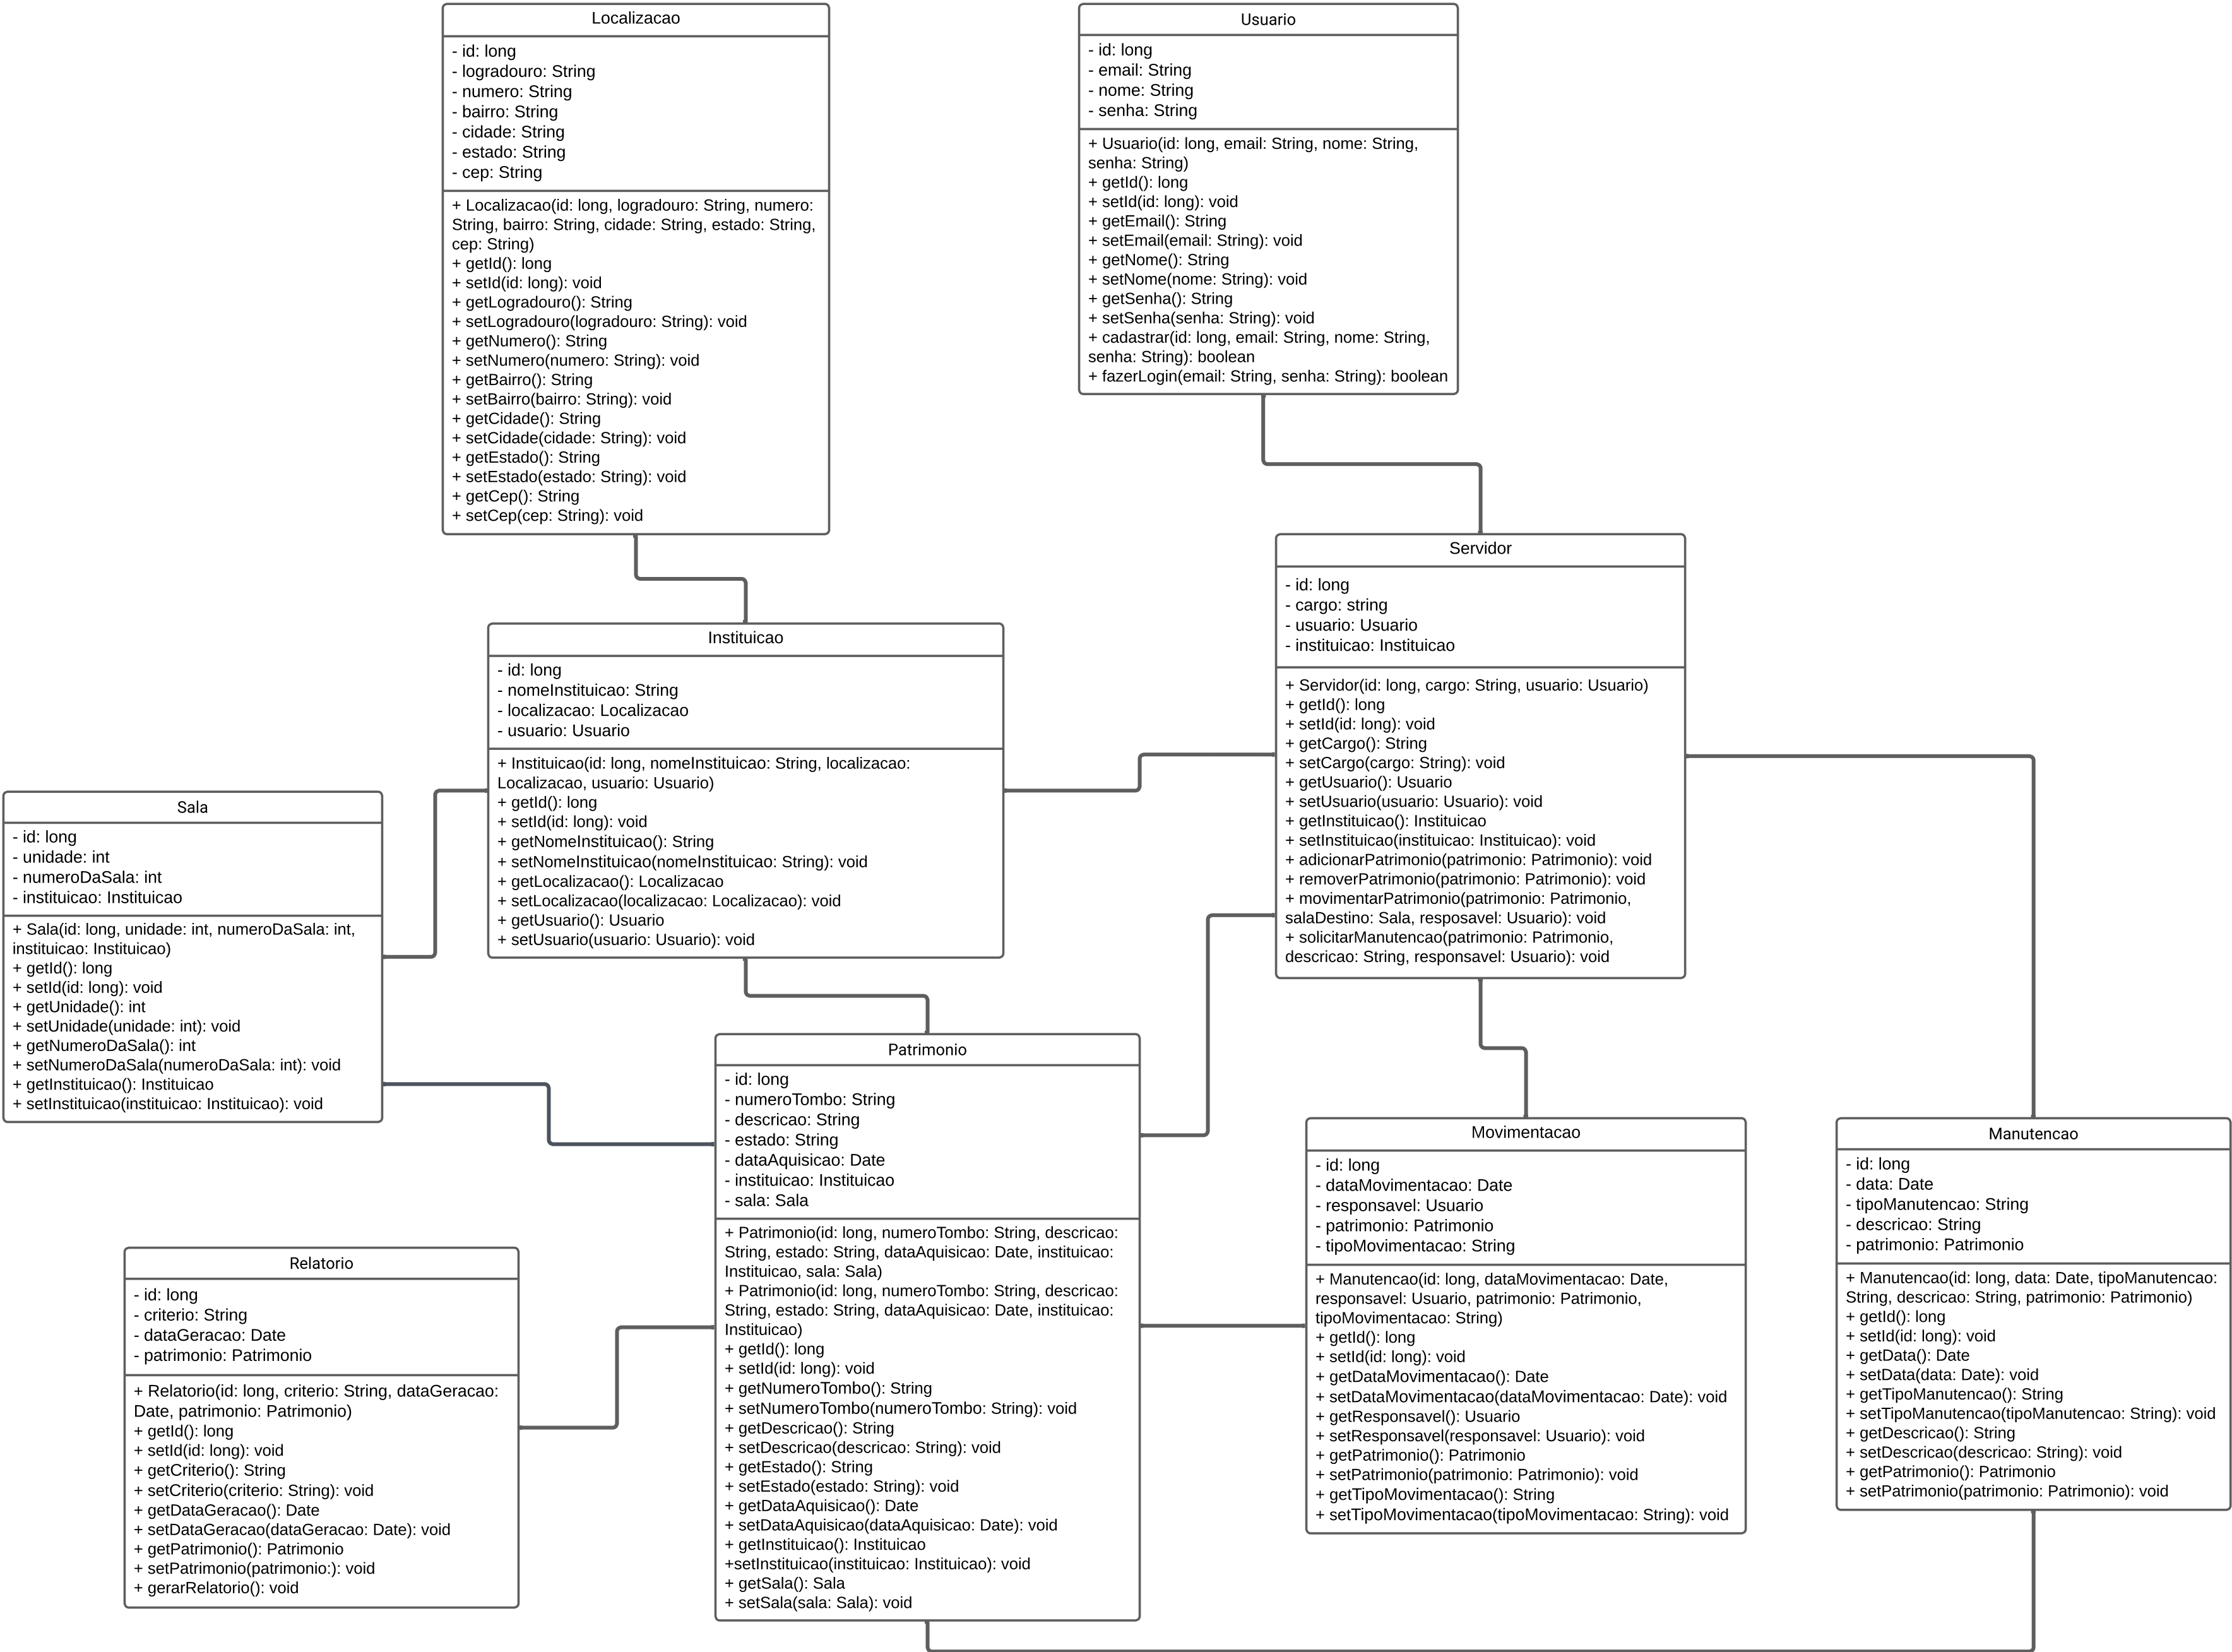 Localizacao
- id: long
- logradouro: String
- numero: String
- bairro: String
- cidade: String
- estado: String
- cep: String
+ Localizacao(id: long, logradouro: String, numero:
String, bairro: String, cidade: String, estado: String,
cep: String)
+ getId(): long
+ setId(id: long): void
+ getLogradouro(): String
+ setLogradouro(logradouro: String): void
+ getNumero(): String
+ setNumero(numero: String): void
+ getBairro(): String
+ setBairro(bairro: String): void
+ getCidade(): String
+ setCidade(cidade: String): void
+ getEstado(): String
+ setEstado(estado: String): void
+ getCep(): String
+ setCep(cep: String): void
Usuario
- id: long
- email: String
- nome: String
- senha: String
+ Usuario(id: long, email: String, nome: String,
senha: String)
+ getId(): long
+ setId(id: long): void
+ getEmail(): String
+ setEmail(email: String): void
+ getNome(): String
+ setNome(nome: String): void
+ getSenha(): String
+ setSenha(senha: String): void
+ cadastrar(id: long, email: String, nome: String,
senha: String): boolean
+ fazerLogin(email: String, senha: String): boolean
Servidor
- id: long
- cargo: string
- usuario: Usuario
- instituicao: Instituicao
+ Servidor(id: long, cargo: String, usuario: Usuario)
+ getId(): long
+ setId(id: long): void
+ getCargo(): String
+ setCargo(cargo: String): void
+ getUsuario(): Usuario
+ setUsuario(usuario: Usuario): void
+ getInstituicao(): Instituicao
+ setInstituicao(instituicao: Instituicao): void
+ adicionarPatrimonio(patrimonio: Patrimonio): void
+ removerPatrimonio(patrimonio: Patrimonio): void
+ movimentarPatrimonio(patrimonio: Patrimonio,
salaDestino: Sala, resposavel: Usuario): void
+ solicitarManutencao(patrimonio: Patrimonio,
descricao: String, responsavel: Usuario): void
Instituicao
- id: long
- nomeInstituicao: String
- localizacao: Localizacao
- usuario: Usuario
+ Instituicao(id: long, nomeInstituicao: String, localizacao:
Localizacao, usuario: Usuario)
+ getId(): long
+ setId(id: long): void
+ getNomeInstituicao(): String
+ setNomeInstituicao(nomeInstituicao: String): void
+ getLocalizacao(): Localizacao
+ setLocalizacao(localizacao: Localizacao): void
+ getUsuario(): Usuario
+ setUsuario(usuario: Usuario): void
Sala
- id: long
- unidade: int
- numeroDaSala: int
- instituicao: Instituicao
+ Sala(id: long, unidade: int, numeroDaSala: int,
instituicao: Instituicao)
+ getId(): long
+ setId(id: long): void
+ getUnidade(): int
+ setUnidade(unidade: int): void
+ getNumeroDaSala(): int
+ setNumeroDaSala(numeroDaSala: int): void
+ getInstituicao(): Instituicao
+ setInstituicao(instituicao: Instituicao): void
Patrimonio
- id: long
- numeroTombo: String
- descricao: String
- estado: String
- dataAquisicao: Date
- instituicao: Instituicao
- sala: Sala
+ Patrimonio(id: long, numeroTombo: String, descricao:
String, estado: String, dataAquisicao: Date, instituicao:
Instituicao, sala: Sala)
+ Patrimonio(id: long, numeroTombo: String, descricao:
String, estado: String, dataAquisicao: Date, instituicao:
Instituicao)
+ getId(): long
+ setId(id: long): void
+ getNumeroTombo(): String
+ setNumeroTombo(numeroTombo: String): void
+ getDescricao(): String
+ setDescricao(descricao: String): void
+ getEstado(): String
+ setEstado(estado: String): void
+ getDataAquisicao(): Date
+ setDataAquisicao(dataAquisicao: Date): void
+ getInstituicao(): Instituicao
+setInstituicao(instituicao: Instituicao): void
+ getSala(): Sala
+ setSala(sala: Sala): void
Movimentacao
- id: long
- dataMovimentacao: Date
- responsavel: Usuario
- patrimonio: Patrimonio
- tipoMovimentacao: String
+ Manutencao(id: long, dataMovimentacao: Date,
responsavel: Usuario, patrimonio: Patrimonio,
tipoMovimentacao: String)
+ getId(): long
+ setId(id: long): void
+ getDataMovimentacao(): Date
+ setDataMovimentacao(dataMovimentacao: Date): void
+ getResponsavel(): Usuario
+ setResponsavel(responsavel: Usuario): void
+ getPatrimonio(): Patrimonio
+ setPatrimonio(patrimonio: Patrimonio): void
+ getTipoMovimentacao(): String
+ setTipoMovimentacao(tipoMovimentacao: String): void
Manutencao
- id: long
- data: Date
- tipoManutencao: String
- descricao: String
- patrimonio: Patrimonio
+ Manutencao(id: long, data: Date, tipoManutencao:
String, descricao: String, patrimonio: Patrimonio)
+ getId(): long
+ setId(id: long): void
+ getData(): Date
+ setData(data: Date): void
+ getTipoManutencao(): String
+ setTipoManutencao(tipoManutencao: String): void
+ getDescricao(): String
+ setDescricao(descricao: String): void
+ getPatrimonio(): Patrimonio
+ setPatrimonio(patrimonio: Patrimonio): void
Relatorio
- id: long
- criterio: String
- dataGeracao: Date
- patrimonio: Patrimonio
+ Relatorio(id: long, criterio: String, dataGeracao:
Date, patrimonio: Patrimonio)
+ getId(): long
+ setId(id: long): void
+ getCriterio(): String
+ setCriterio(criterio: String): void
+ getDataGeracao(): Date
+ setDataGeracao(dataGeracao: Date): void
+ getPatrimonio(): Patrimonio
+ setPatrimonio(patrimonio:): void
+ gerarRelatorio(): void